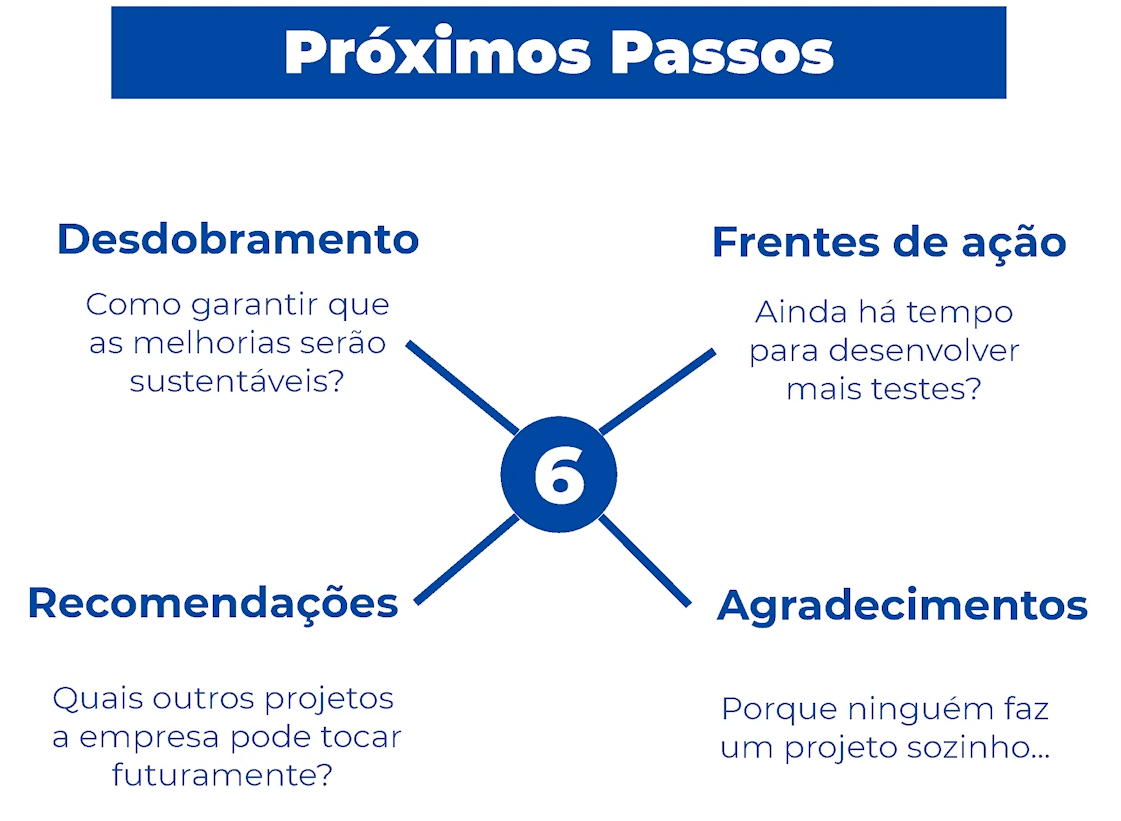 Próximos Passos
Desdobramento
Como garantir que
as melhorias serão
sustentáveis?
Frentes de ação
Ainda há tempo
para desenvolver
mais testes?
6
Recomendações
Quais outros projetos
a empresa pode tocar
futuramente?
Agradecimentos
Porque ninguém faz
um projeto sozinho...